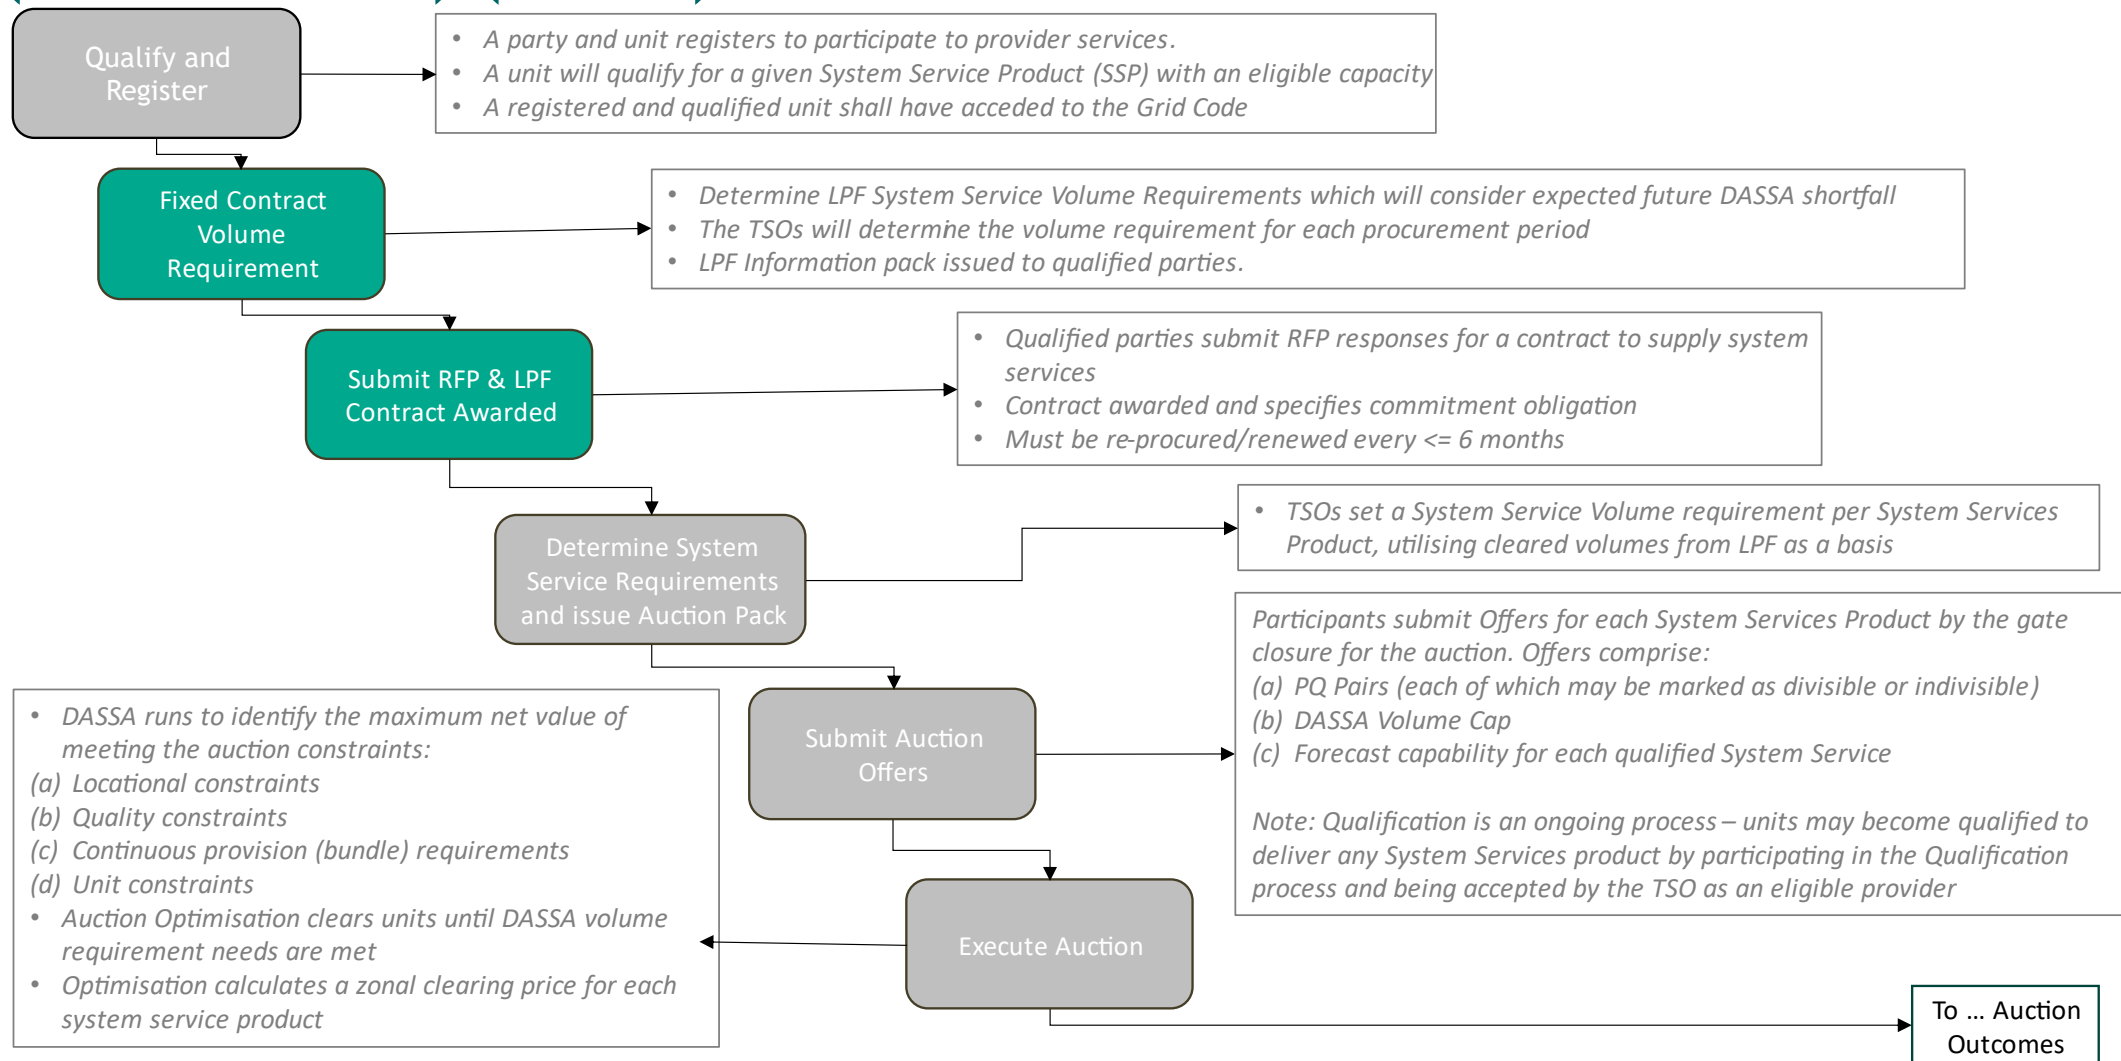 Qualify and
Register
• A party and unit registers to participate to provider services.
• A unit will qualify for a given System Service Product (SSP) with an eligible capacity
• A registered and qualified unit shall have acceded to the Grid Code
Fixed Contract
Volume
Requirement
• Determine LPF System Service Volume Requirements which will consider expected future DASSA shortfall
• The TSOs will determine the volume requirement for each procurement period
• LPF Information pack issued to qualified parties.
Submit RFP & LPF
Contract Awarded
• Qualified parties submit RFP responses for a contract to supply system
services
• Contract awarded and specifies commitment obligation
• Must be re-procured/renewed every <= 6 months
Determine System
Service Requirements
and issue Auction Pack
• TSOs set a System Service Volume requirement per System Services
Product, utilising cleared volumes from LPF as a basis
Submit Auction
Offers
Participants submit Offers for each System Services Product by the gate
closure for the auction. Offers comprise:
(a) PQ Pairs (each of which may be marked as divisible or indivisible)
(b) DASSA Volume Cap
(c) Forecast capability for each qualified System Service
Note: Qualification is an ongoing process – units may become qualified to
deliver any System Services product by participating in the Qualification
process and being accepted by the TSO as an eligible provider
Execute Auction
• DASSA runs to identify the maximum net value of
meeting the auction constraints:
(a) Locational constraints
(b) Quality constraints
(c) Continuous provision (bundle) requirements
(d) Unit constraints
• Auction Optimisation clears units until DASSA volume
requirement needs are met
• Optimisation calculates a zonal clearing price for each
system service product
To ... Auction
Outcomes